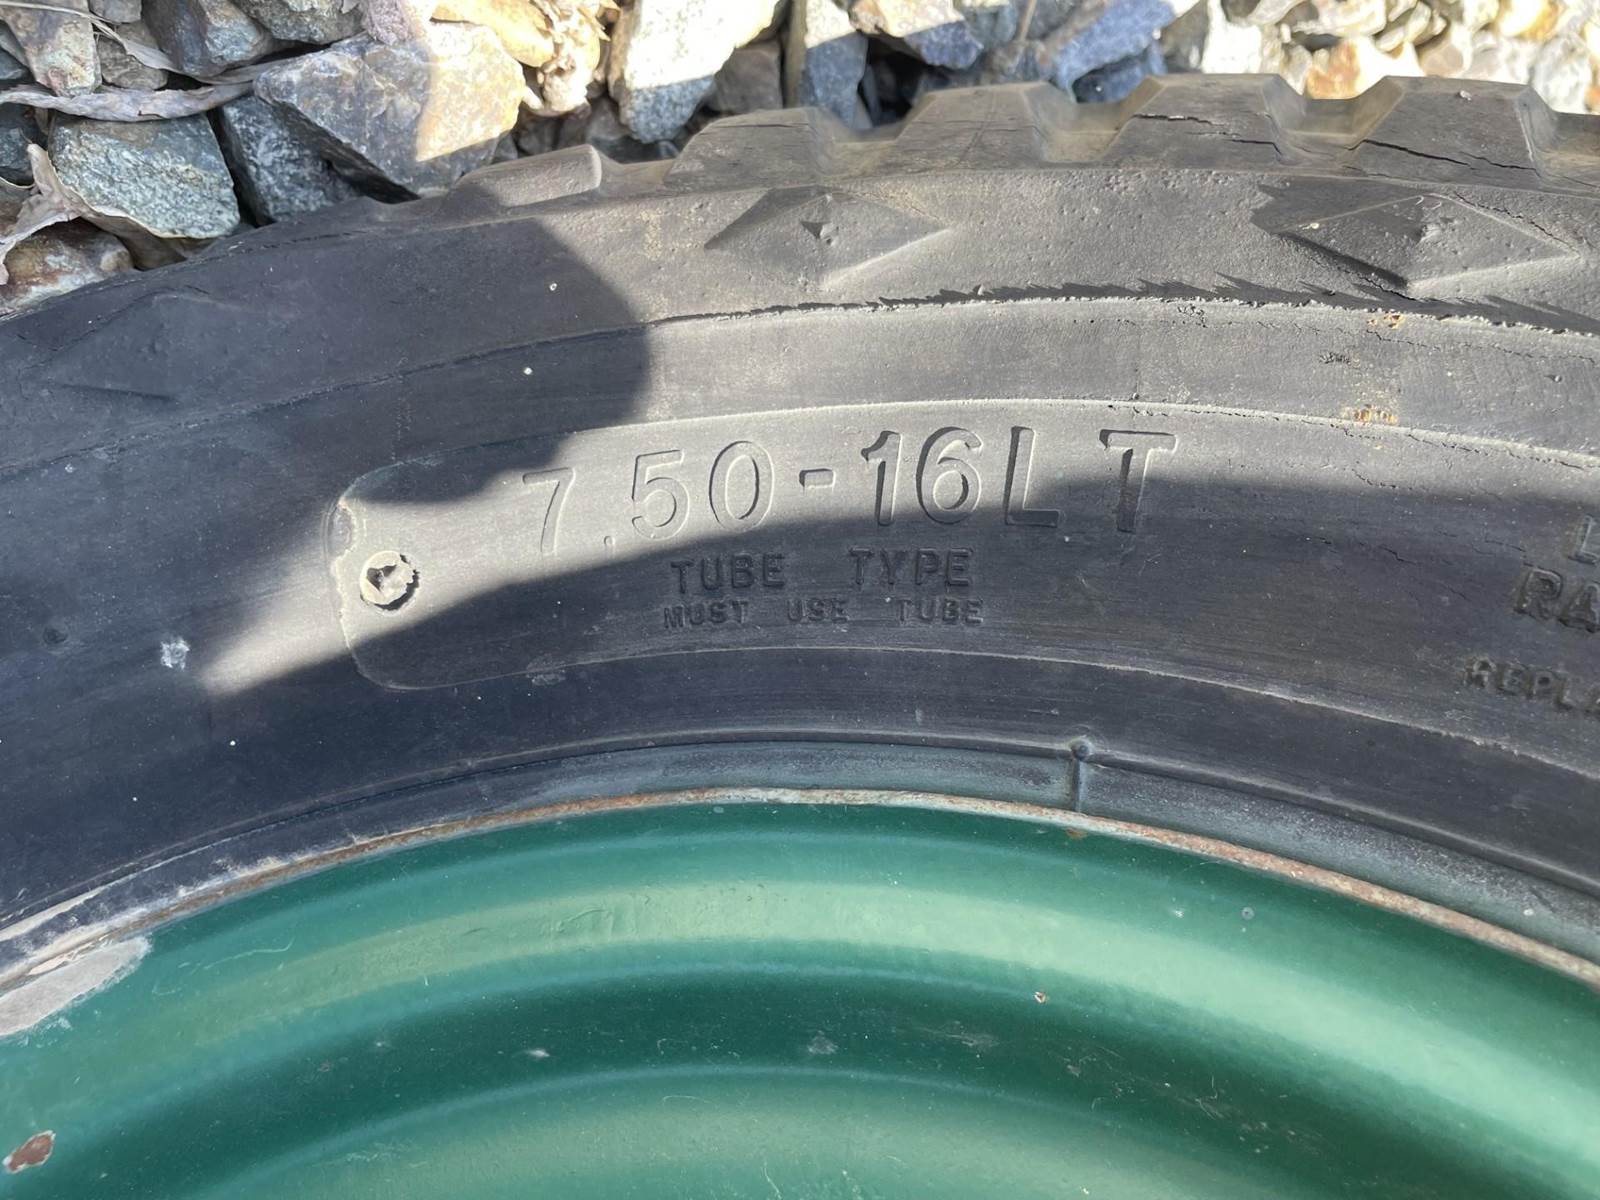 7.50-16LT
TUBE TYPE
MUST USE TUBE